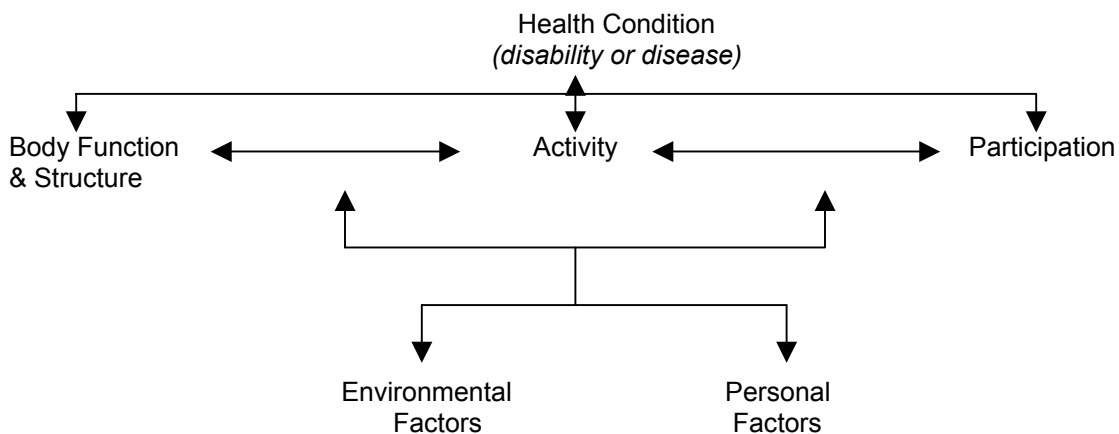 Health Condition
(disability or disease)
Body Function
& Structure
Activity
Participation
Environmental
Factors
Personal
Factors